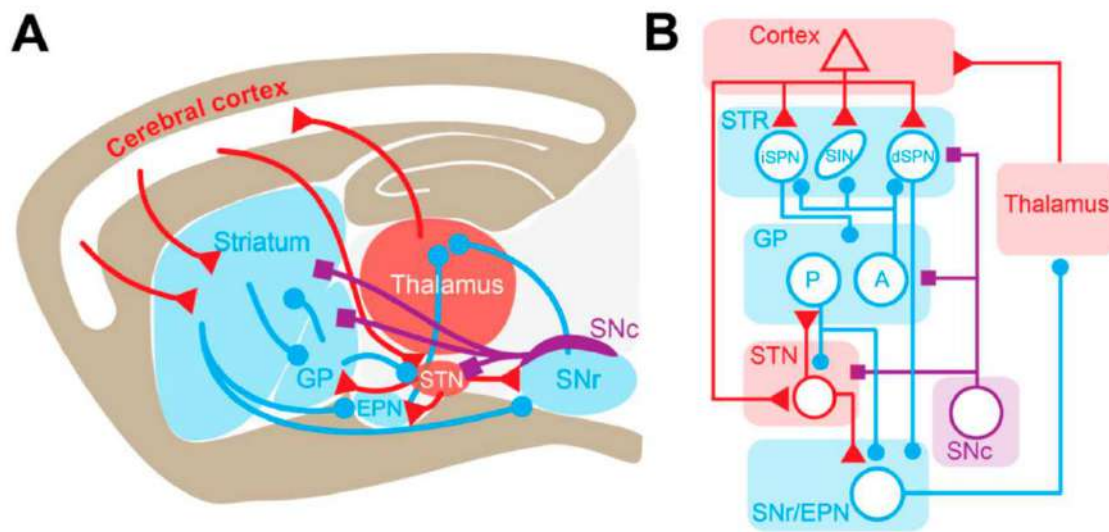 A
Cerebral cortex
Striatum
Thalamus
SNc
GP
STN
SNr
EPN
B
Cortex
STR
iSPN
SIN
dSPN
Thalamus
GP
P
A
STN
SNc
SNr/EPN